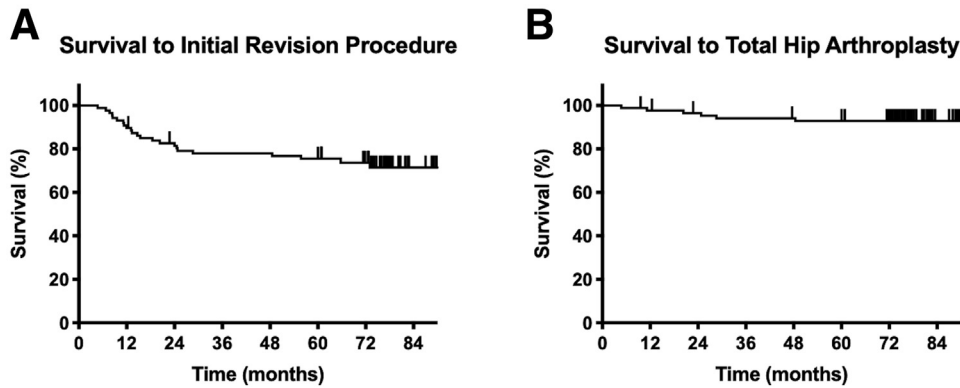 A
Survival to Initial Revision Procedure
100
80
60
40
20
0
Survival (%)
0 12 24 36 48 60 72 84
Time (months)
B
Survival to Total Hip Arthroplasty
100
80
60
40
20
0
Survival (%)
0 12 24 36 48 60 72 84
Time (months)